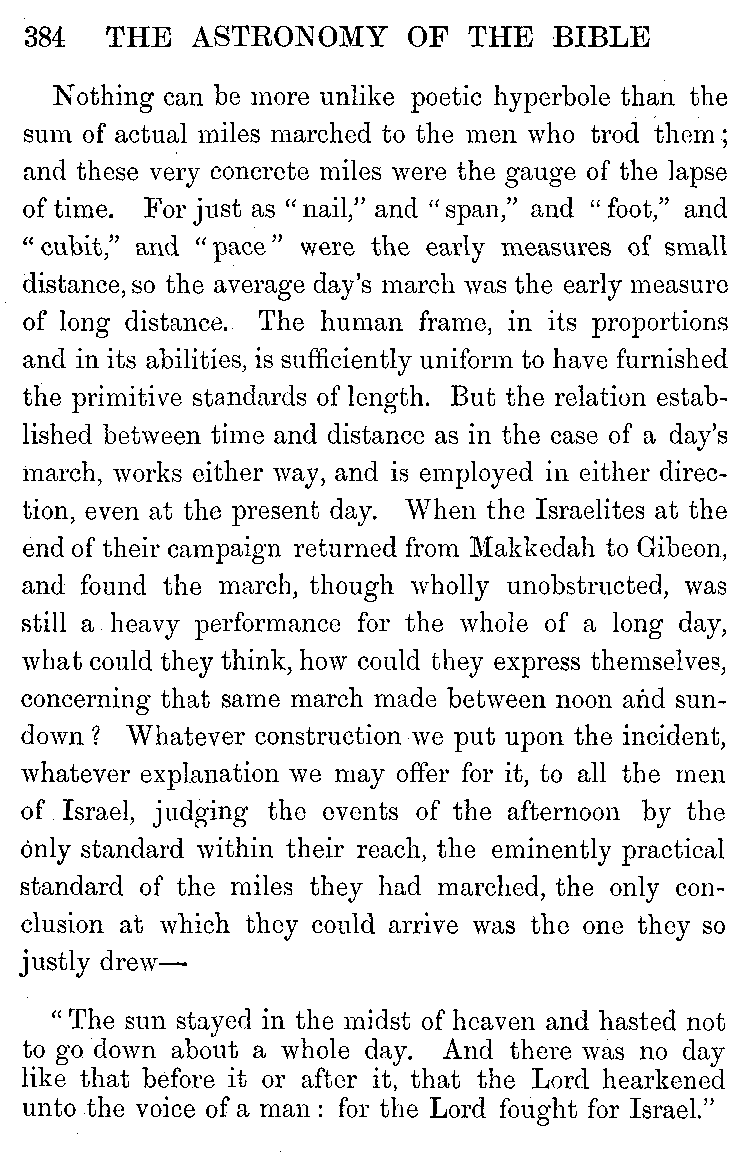 384 THE ASTRONOMY OF THE BIBLE
Nothing can be more unlike poetic hyperbole than the
sum of actual miles marched to the men who trod them;
and these very concrete miles were the gauge of the lapse
of time. For just as “nail,” and “span,” and “foot,” and
“cubit,” and “pace” were the early measures of small
distance, so the average day's march was the early measure
of long distance. The human frame, in its proportions
and in its abilities, is sufficiently uniform to have furnished
the primitive standards of length. But the relation estab-
lished between time and distance as in the case of a day's
march, works either way, and is employed in either direc-
tion, even at the present day. When the Israelites at the
end of their campaign returned from Makkedah to Gibeon,
and found the march, though wholly unobstructed, was
still a heavy performance for the whole of a long day,
what could they think, how could they express themselves,
concerning that same march made between noon and sun-
down? Whatever construction we put upon the incident,
whatever explanation we may offer for it, to all the men
of Israel, judging the events of the afternoon by the
only standard within their reach, the eminently practical
standard of the miles they had marched, the only con-
clusion at which they could arrive was the one they so
justly drew—
“The sun stayed in the midst of heaven and hasted not
to go down about a whole day. And there was no day
like that before it or after it, that the Lord hearkened
unto the voice of a man: for the Lord fought for Israel.”